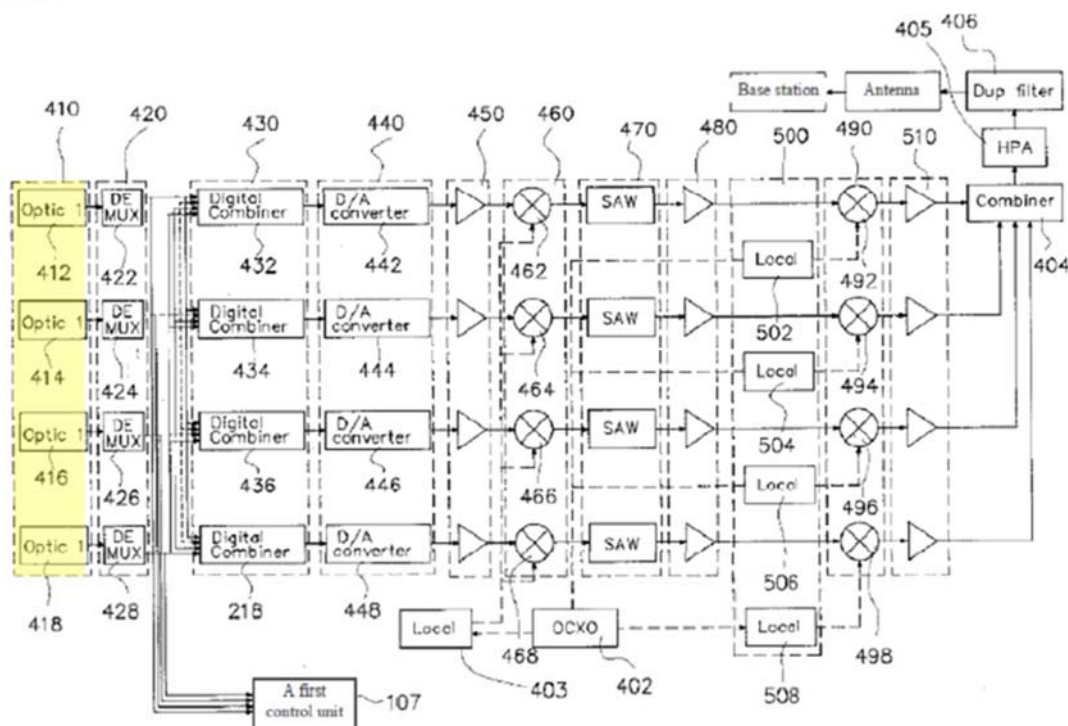 406
405
Base station
Antenna
Dup filter
410
420
430
440
450
460
470
480
500
490
510
HPA
Optic 1
DE
MUX
Digital
Combiner
D/A
converter
SAW
Combiner
412
422
432
442
462
Local
492
404
502
Optic 1
DE
MUX
Digital
Combiner
D/A
converter
SAW
414
424
434
444
464
Local
494
504
Optic 1
DE
MUX
Digital
Combiner
D/A
converter
SAW
416
426
436
446
466
Local
496
506
Optic 1
DE
MUX
Digital
Combiner
D/A
converter
SAW
418
428
218
448
468
Local
OCXO
Local
498
403
402
508
A first
control unit
107